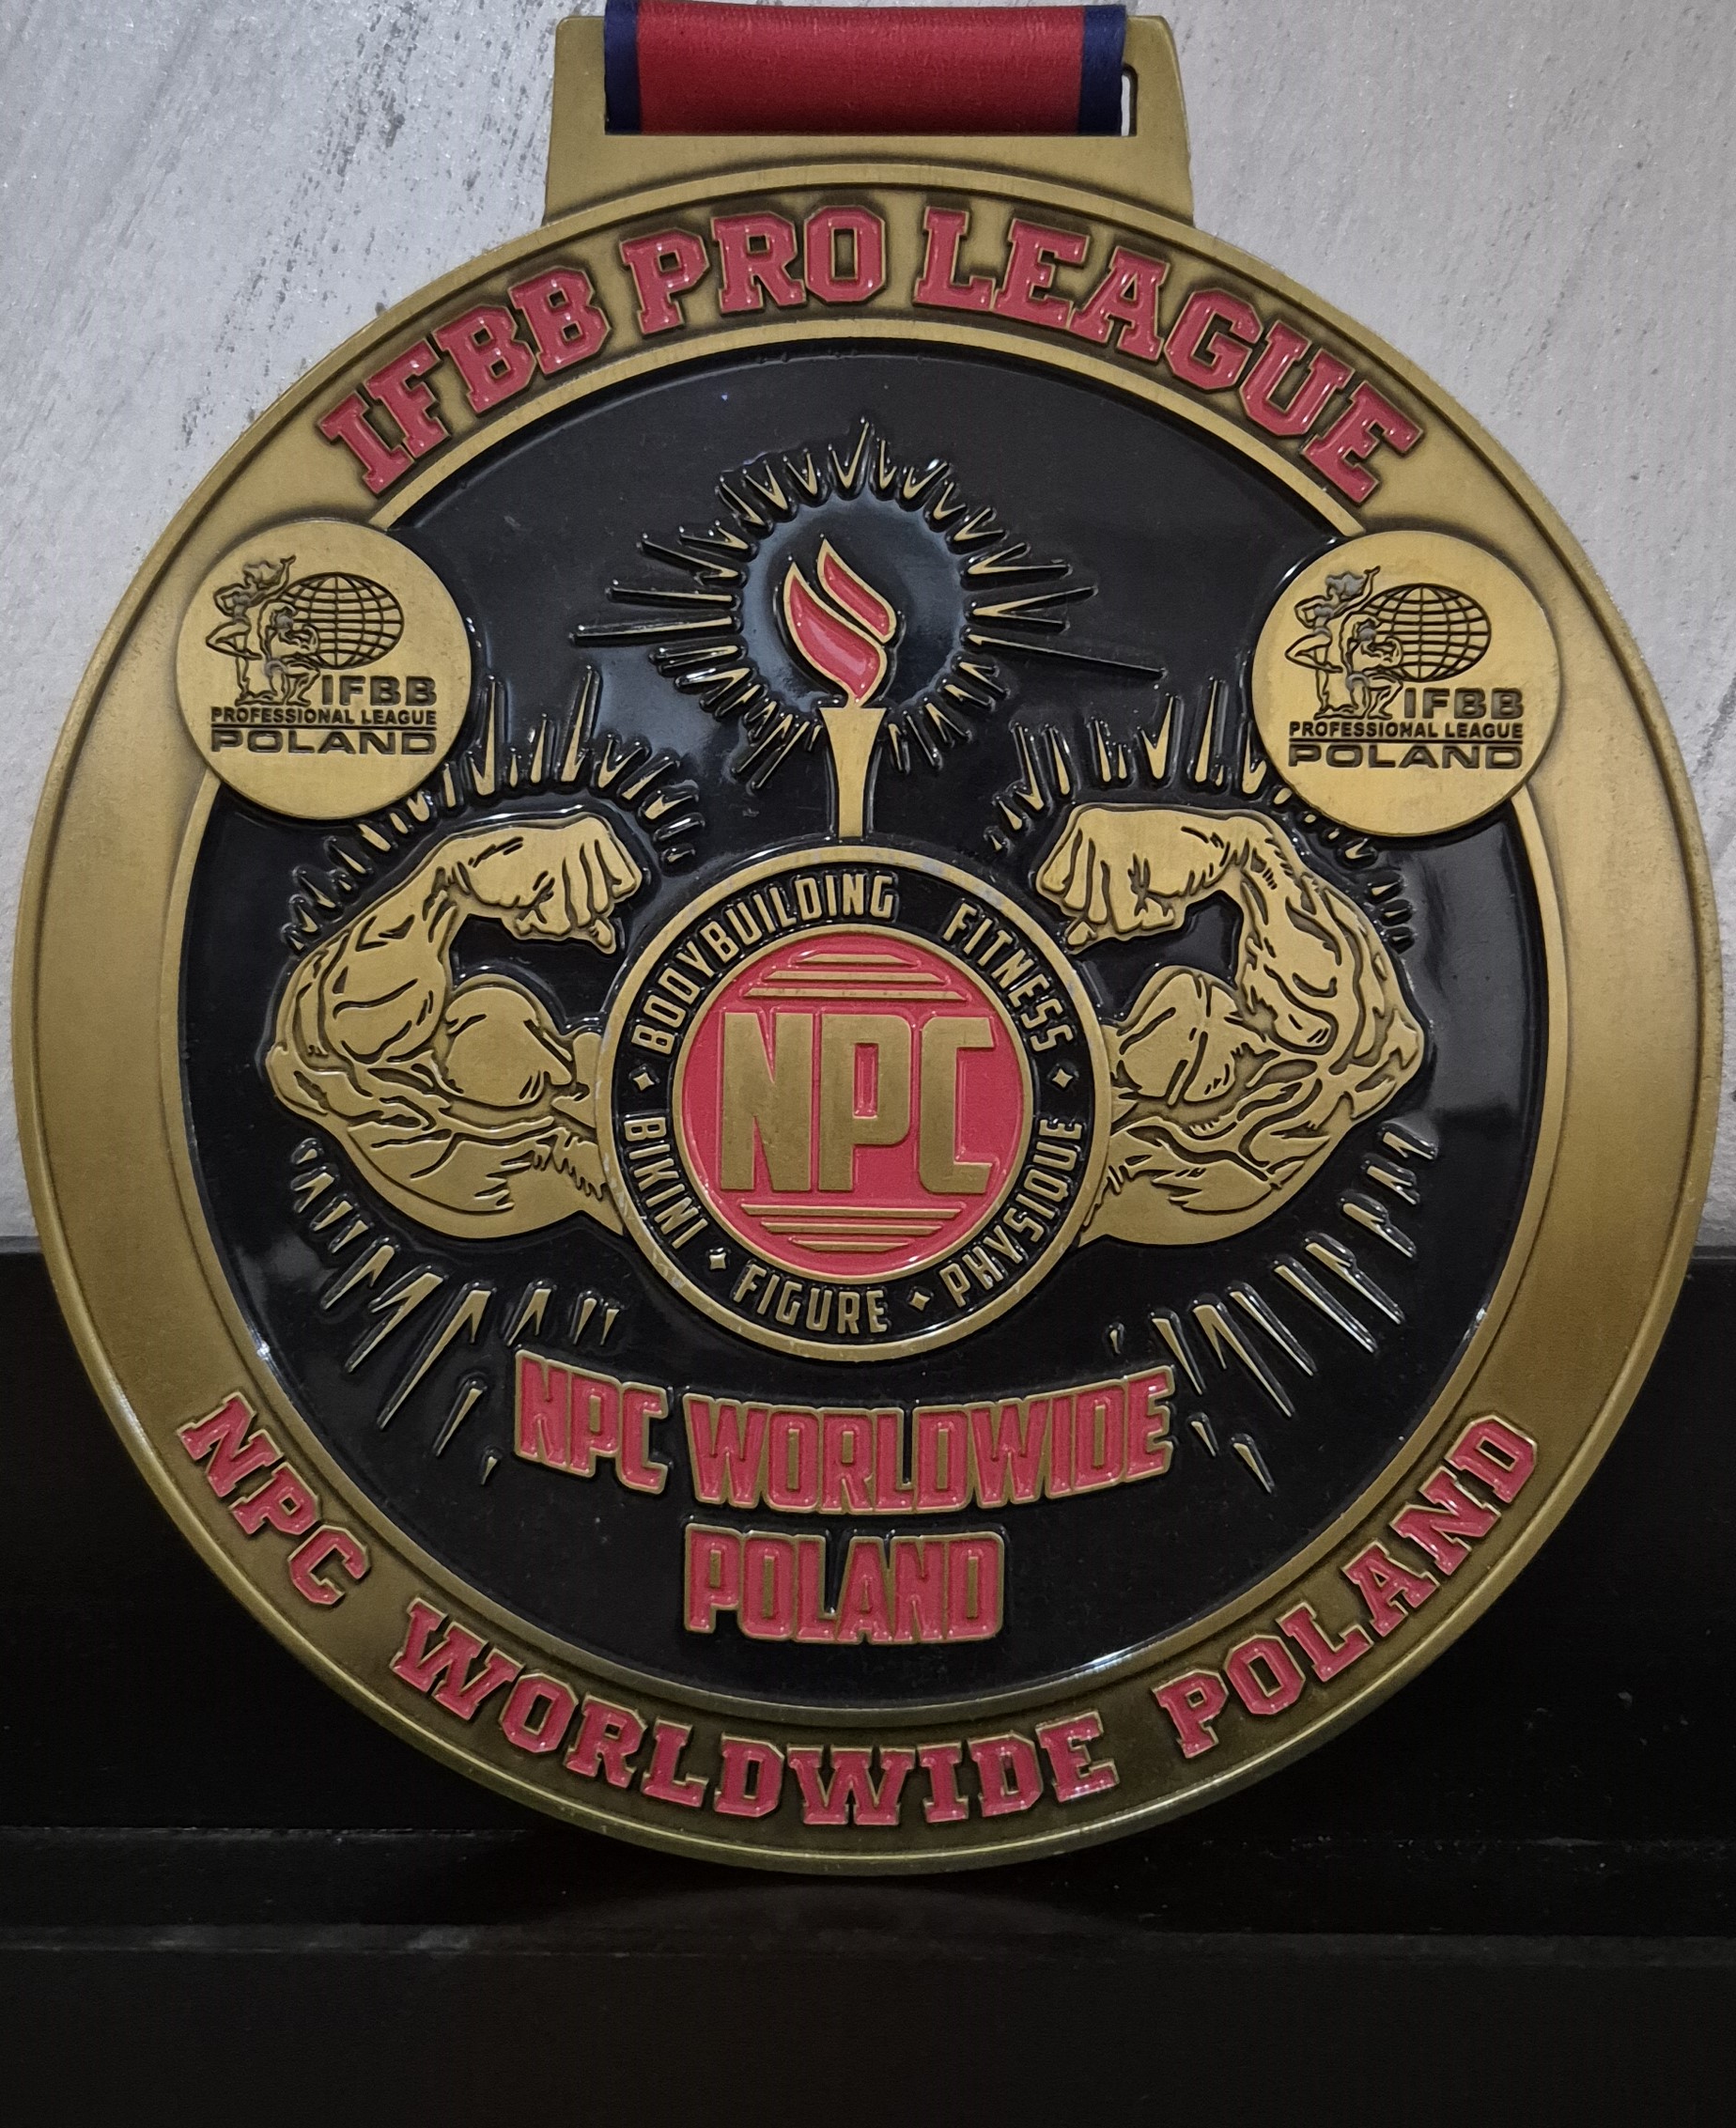 IFBB PRO LEAGUE
IFBB
PROFESSIONAL LEAGUE
POLAND
IFBB
PROFESSIONAL LEAGUE
POLAND
BODYBUILDING FITNESS
PHYSIQUE
FIGURE
BIKINI
NPC
NPC WORLDWIDE
POLAND
NPC WORLDWIDE POLAND